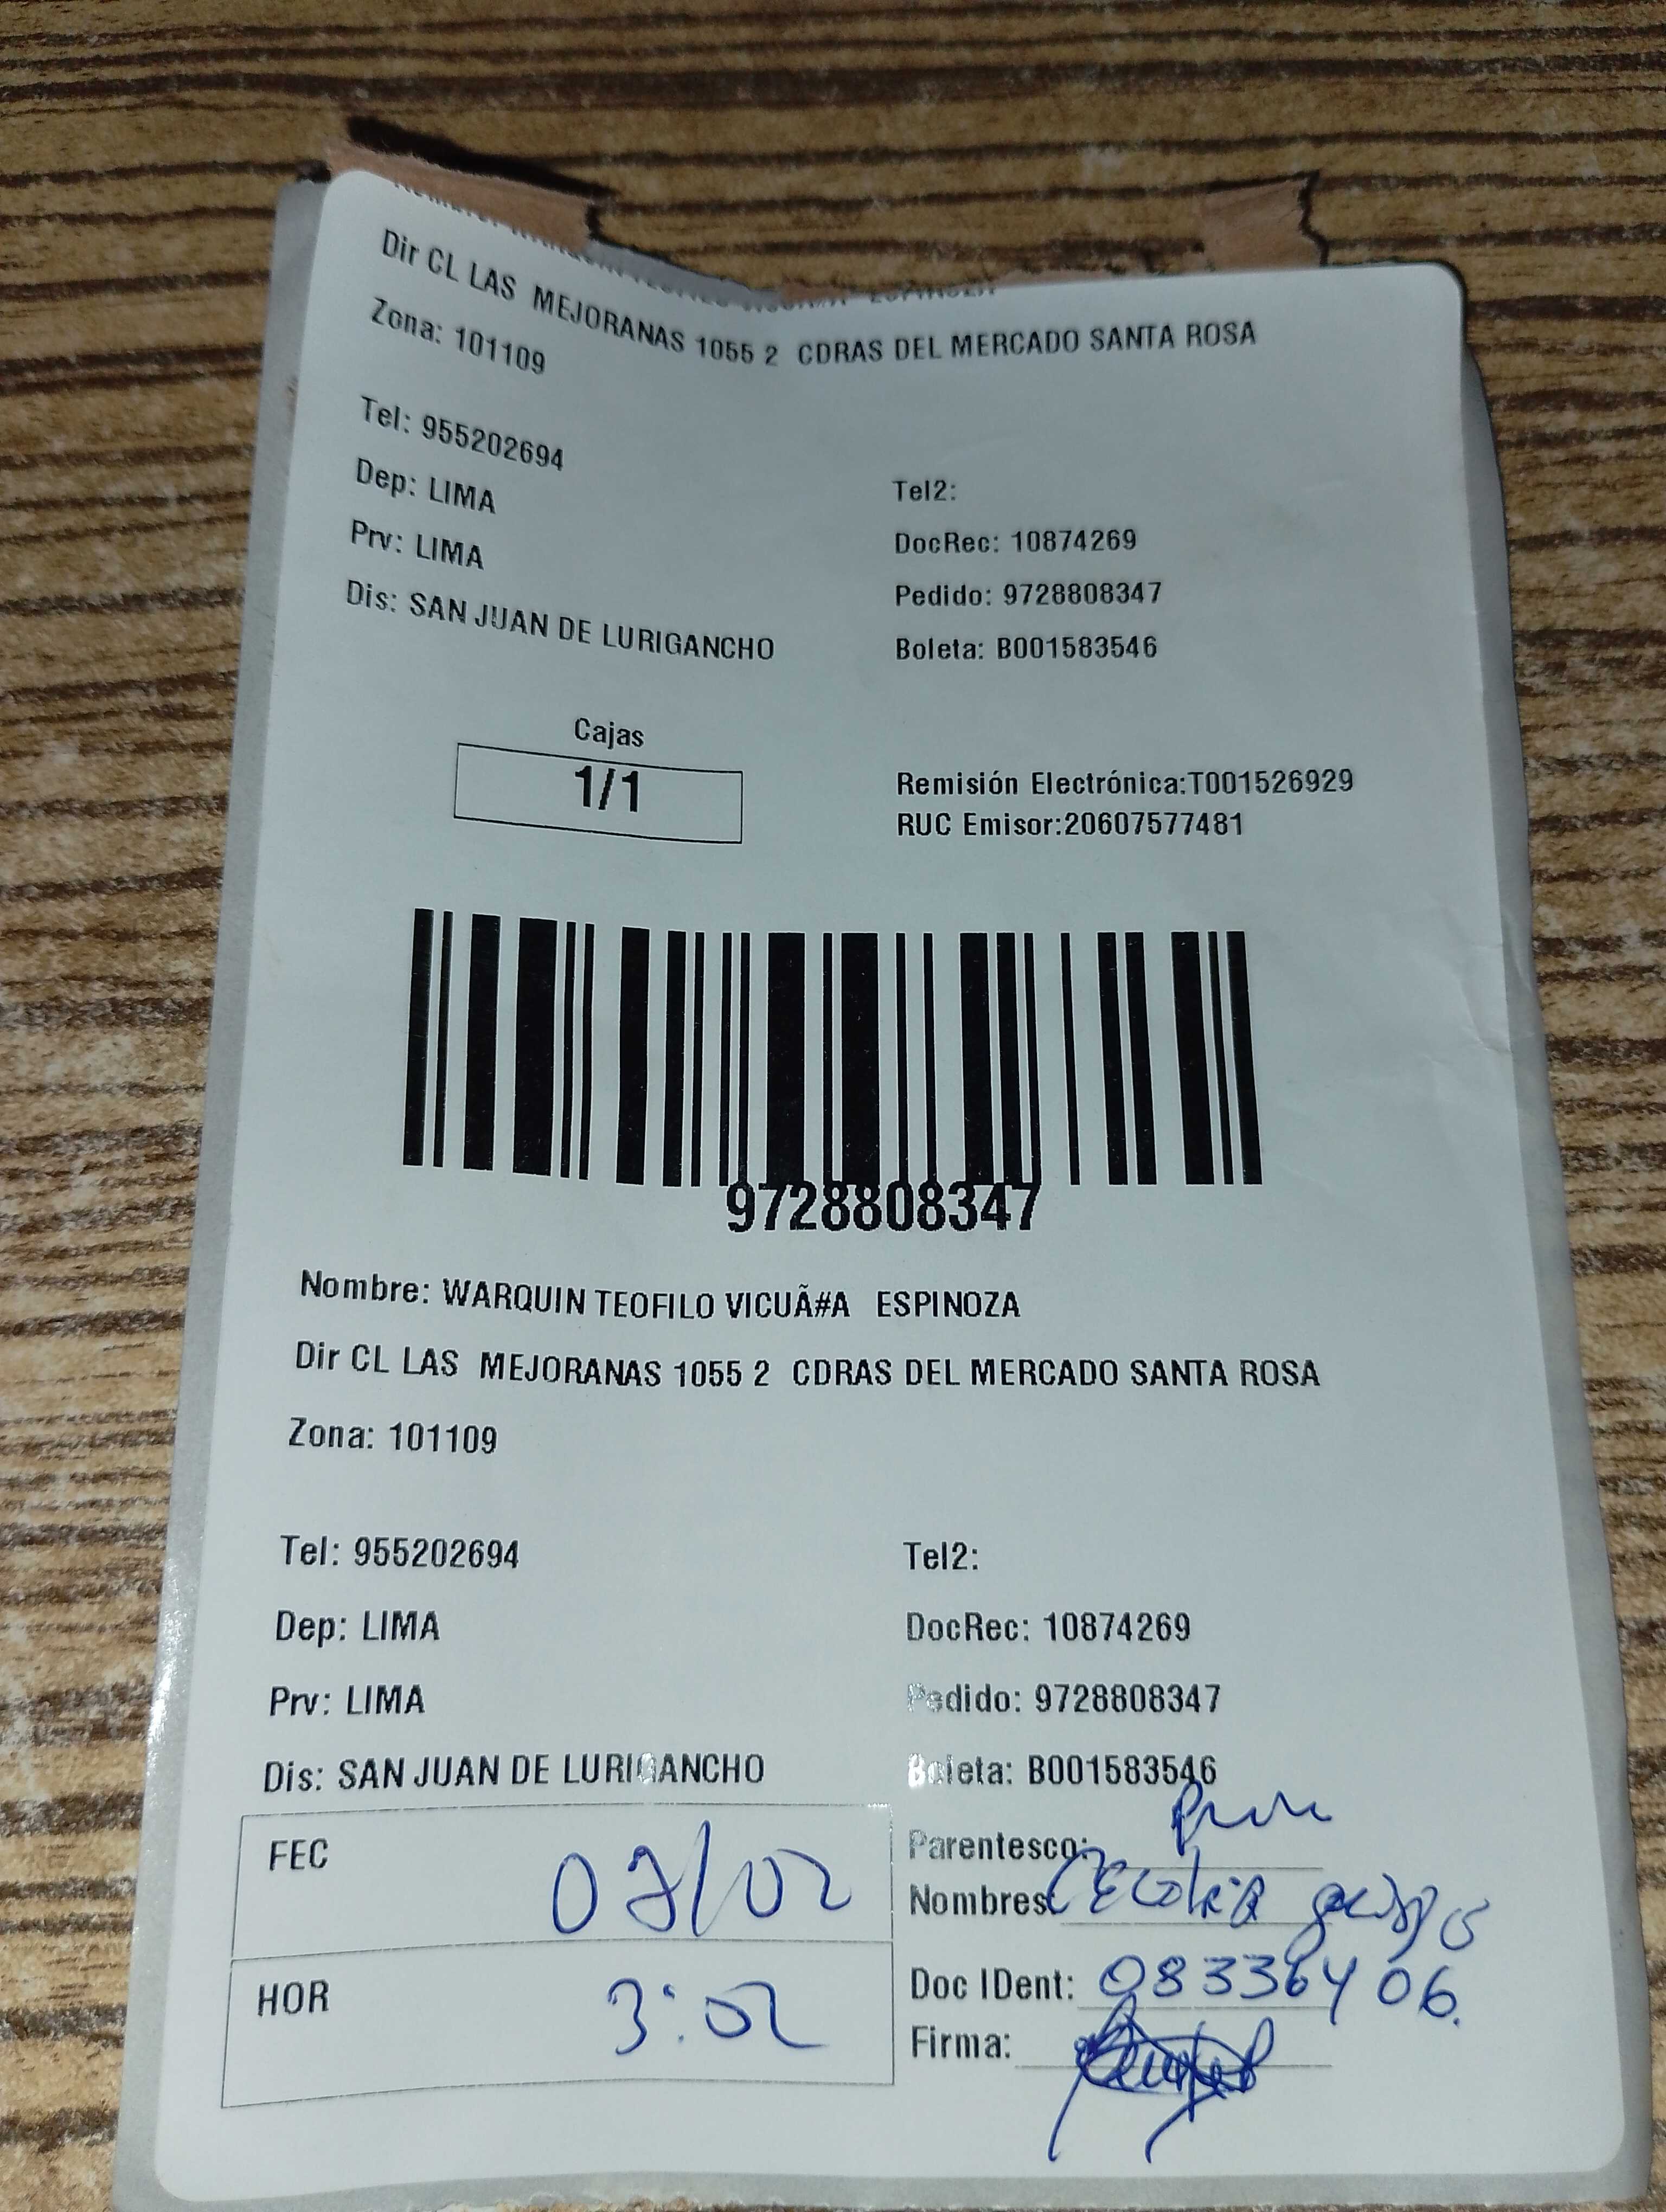 Dir CL LAS MEJORANAS 1055 2 CDRAS DEL MERCADO SANTA ROSA
Zona: 101109
Tel: 955202694
Dep: LIMA
Prv: LIMA
Dis: SAN JUAN DE LURIGANCHO
Tel2:
DocRec: 10874269
Pedido: 9728808347
Boleta: B001583546
Cajas
1/1
Remisión Electrónica:T001526929
RUC Emisor:20607577481
9728808347
Nombre: WARQUIN TEOFILO VICUÃ#A ESPINOZA
Dir CL LAS MEJORANAS 1055 2 CDRAS DEL MERCADO SANTA ROSA
Zona: 101109
Tel: 955202694
Dep: LIMA
Prv: LIMA
Dis: SAN JUAN DE LURIGANCHO
Tel2:
DocRec: 10874269
Pedido: 9728808347
Boleta: B001583546
FEC 07/02
HOR 3:02
Parentesco:
Nombres:
Doc IDent: 08336406.
Firma: